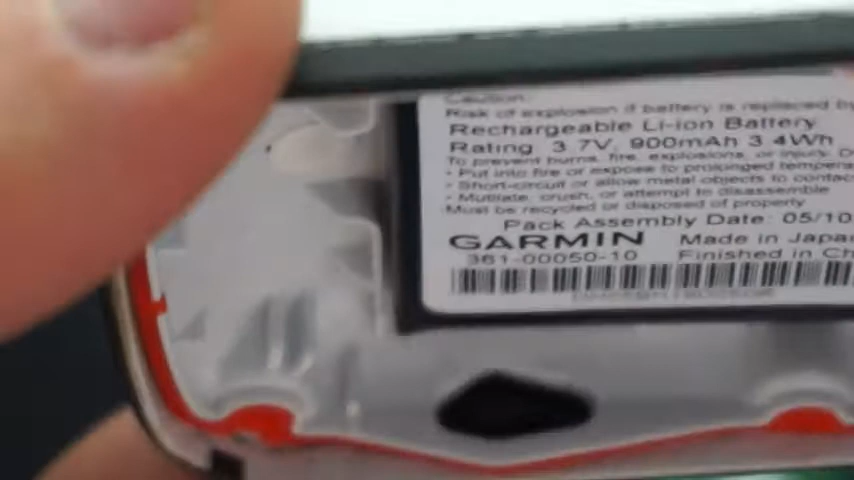 Caution:
Risk of explosion if battery is replaced by
Rechargeable Li-ion Battery
Rating 3.7V, 900mAh 3.4Wh
To prevent burns, fire, explosions, or injury, D
• Put into fire or expose to prolonged tempera
• Short-circuit or allow metal objects to contac
• Mutilate, crush, or attempt to disassemble
Must be recycled or disposed of properly
Pack Assembly Date: 05/10
GARMIN Made in Japa
361-00050-10 Finished in Ch